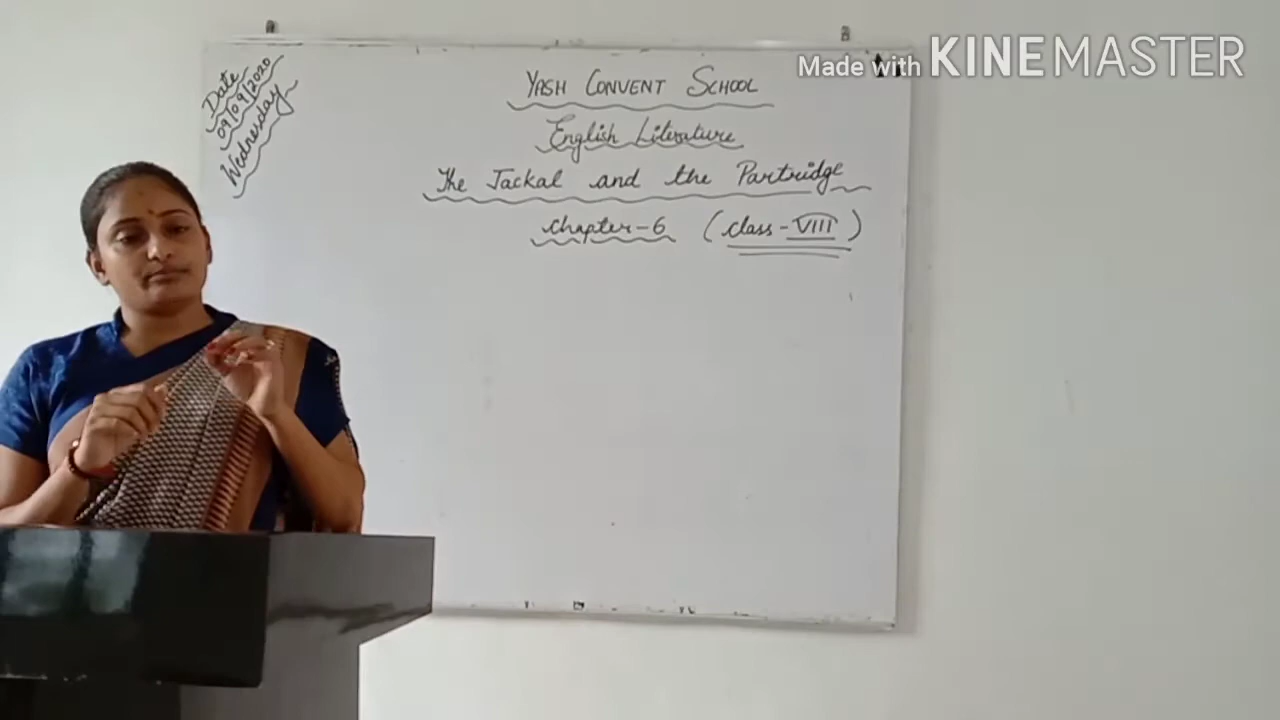 Date
09/09/2020
Wednesday
YASH CONVENT SCHOOL
English Literature
The Jackal and the Partridge
Chapter-6 (Class-VIII)
Made with KINEMASTER